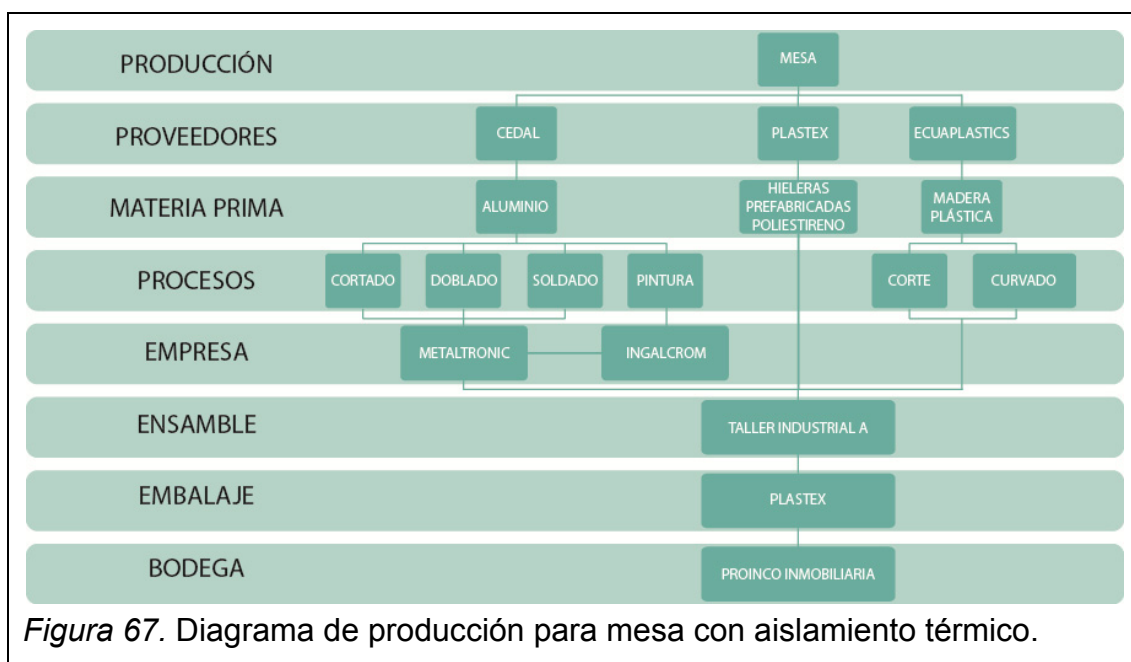 PRODUCCIÓN
MESA
PROVEEDORES
CEDAL
PLASTEX
ECUAPLASTICS
MATERIA PRIMA
ALUMINIO
HIELERAS
PREFABRICADAS
POLIESTIRENO
MADERA
PLÁSTICA
PROCESOS
CORTADO
DOBLADO
SOLDADO
PINTURA
CORTE
CURVADO
EMPRESA
METALTRONIC
INGALCROM
ENSAMBLE
TALLER INDUSTRIAL A
EMBALAJE
PLASTEX
BODEGA
PROINCO INMOBILIARIA
Figura 67. Diagrama de producción para mesa con aislamiento térmico.